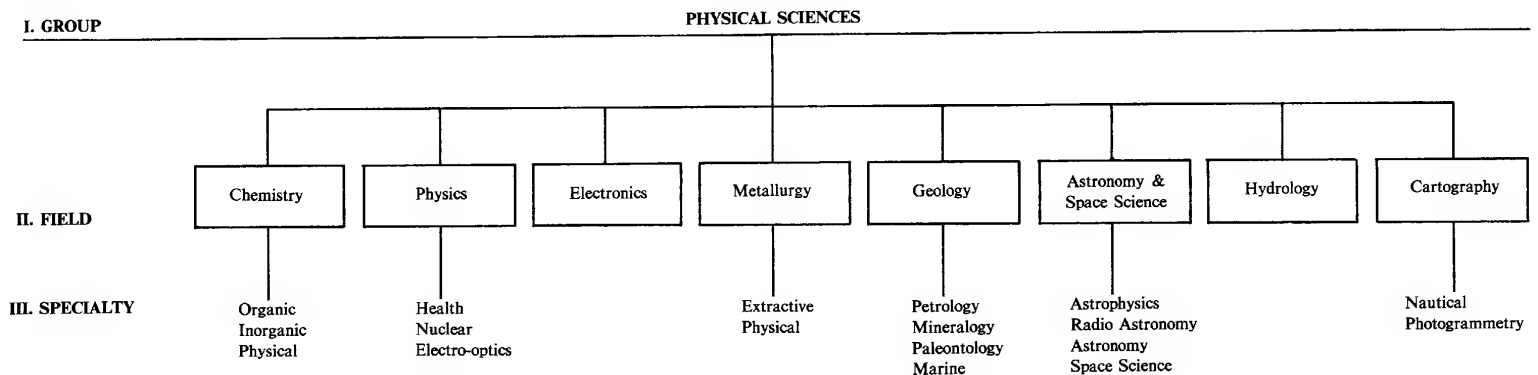 I. GROUP
PHYSICAL SCIENCES
II. FIELD
Chemistry
Physics
Electronics
Metallurgy
Geology
Astronomy &
Space Science
Hydrology
Cartography
III. SPECIALTY
Organic
Inorganic
Physical
Health
Nuclear
Electro-optics
Extractive
Physical
Petrology
Mineralogy
Paleontology
Marine
Astrophysics
Radio Astronomy
Astronomy
Space Science
Nautical
Photogrammetry